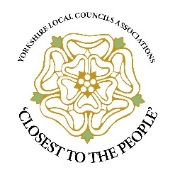 YORKSHIRE LOCAL COUNCILS ASSOCIATIONS
'CLOSEST TO THE PEOPLE'